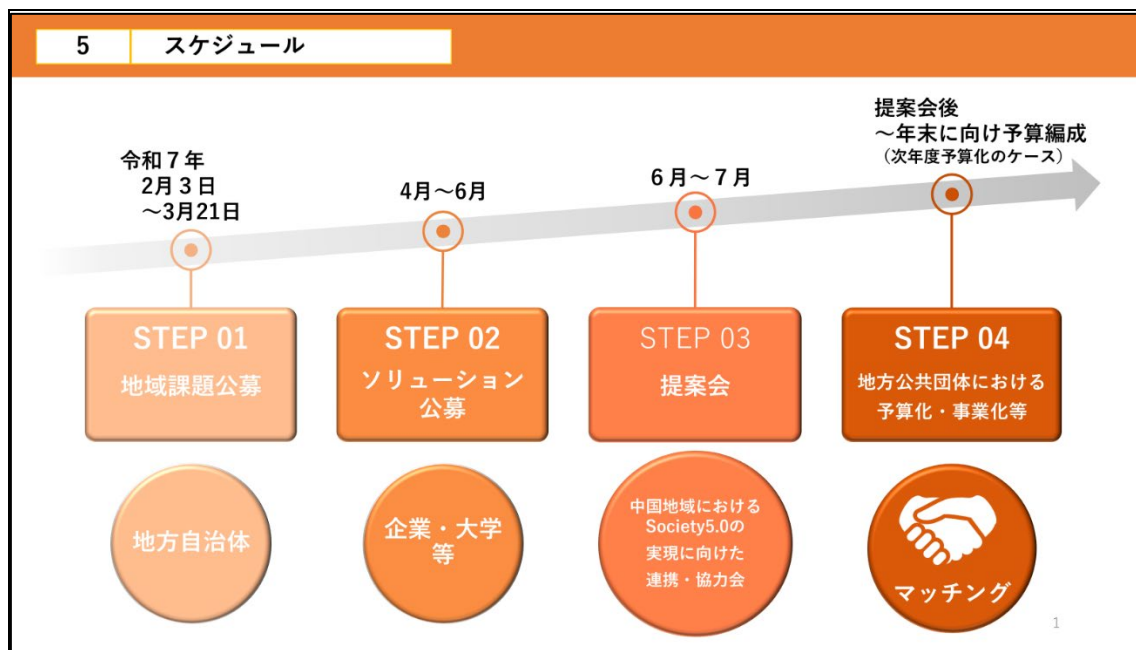 5 スケジュール
令和７年
2月３日
～3月21日
4月～6月
６月～７月
提案会後
～年末に向け予算編成
（次年度予算化のケース）
STEP 01
地域課題公募
STEP 02
ソリューション
公募
STEP 03
提案会
STEP 04
地方公共団体における
予算化・事業化等
地方自治体
企業・大学
等
中国地域における
Society5.0の
実現に向けた
連携・協力会
マッチング
1